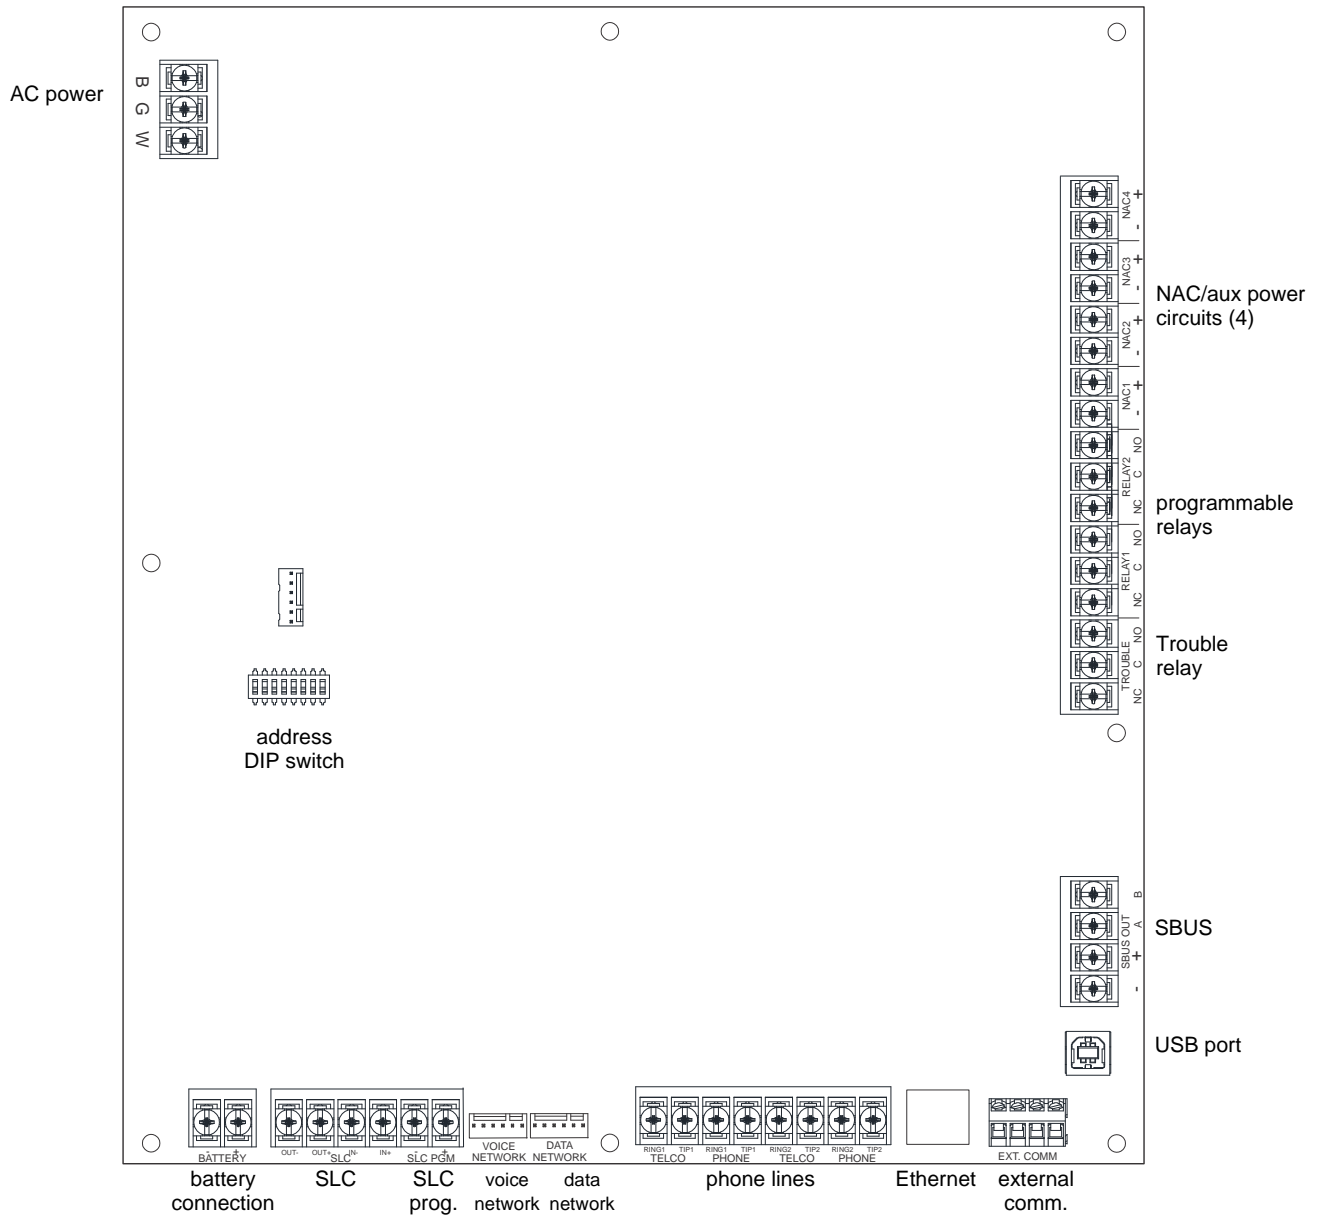 AC power
B
G
W
NAC4
+
-
NAC3
+
-
NAC/aux power
circuits (4)
NAC2
+
-
NAC1
+
-
RELAY2
NO
C
NC
programmable
relays
RELAY1
NO
C
NC
TROUBLE
NO
C
NC
Trouble
relay
address
DIP switch
SBUS OUT
B
A
+
-
SBUS
USB port
- +
BATTERY
OUT- OUT+ IN- IN+
SLC
- +
SLC PGM
VOICE
NETWORK
DATA
NETWORK
RING1 TIP1 RING1 TIP1 RING2 TIP2 RING2 TIP2
TELCO PHONE TELCO PHONE
EXT. COMM
battery
connection
SLC
SLC
prog.
voice
network
data
network
phone lines
Ethernet
external
comm.